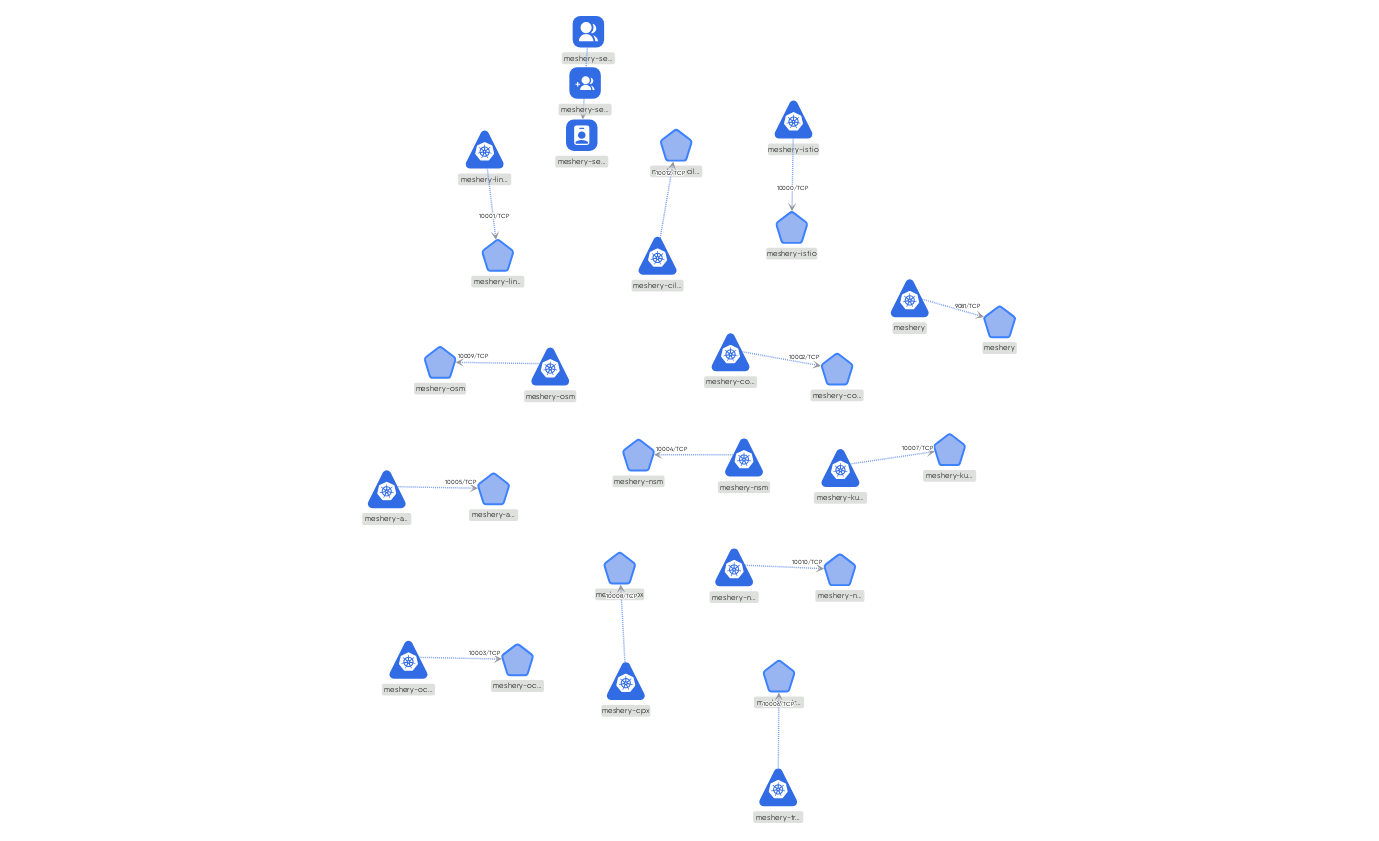 meshery-se...
meshery-se...
meshery-se...
meshery-istio
meshery-lin...
10012/TCP
10000/TCP
10001/TCP
meshery-istio
meshery-lin..
meshery-cil...
9081/TCP
meshery
meshery
10009/TCP
10002/TCP
meshery-co...
meshery-osm
meshery-co...
meshery-osm
10004/TCP
10007/TCP
meshery-ku...
meshery-nsm
meshery-nsm
10005/TCP
meshery-ku...
meshery-a...
meshery-a..
10010/TCP
meshery-n...
meshery-n...
10003/TCP
meshery-oc...
meshery-oc...
meshery-cpx
meshery-tr...